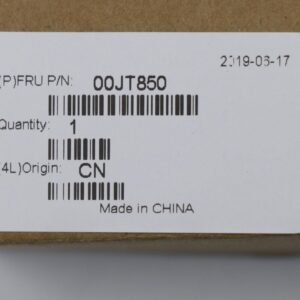 2019-06-17
(P)FRU P/N: 00JT850
Quantity: 1
(4L)Origin: CN
Made in CHINA